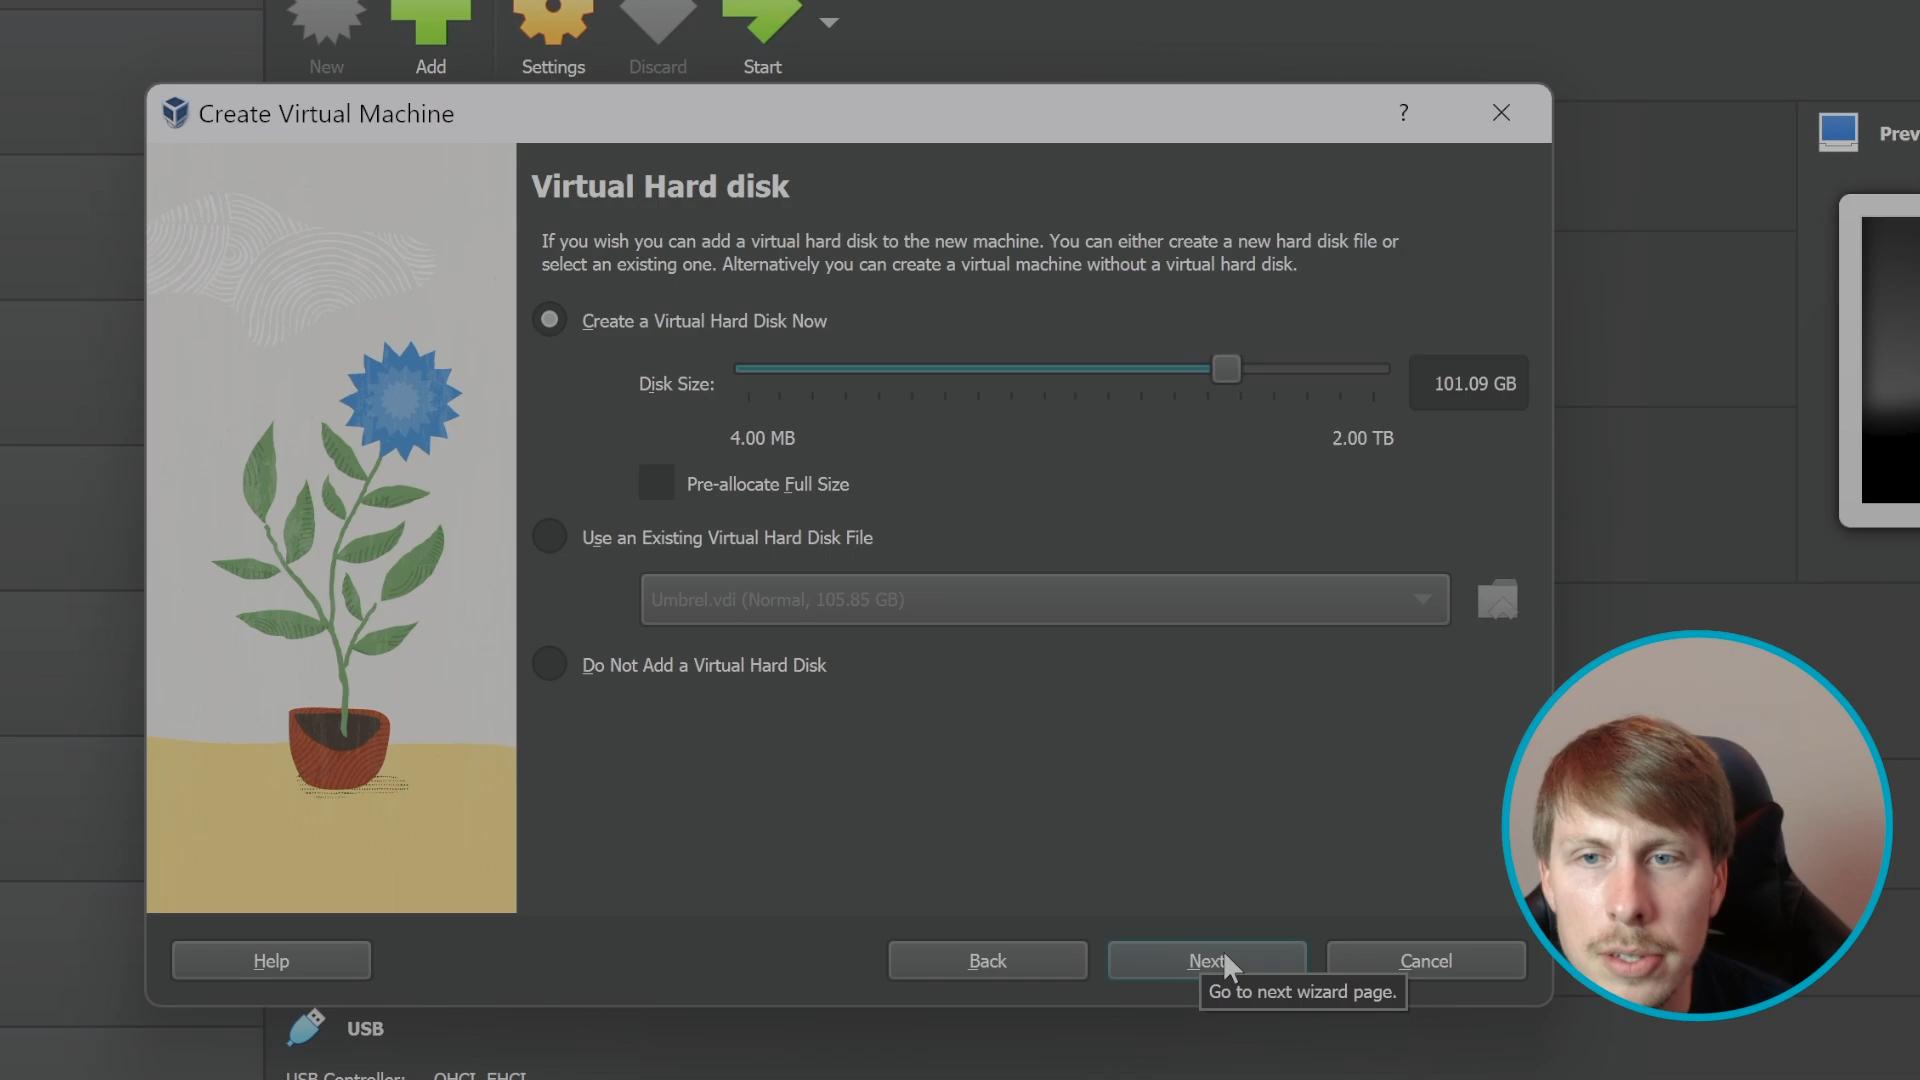 New
Add
Settings
Discard
Start
Create Virtual Machine
?
Prev
Virtual Hard disk
If you wish you can add a virtual hard disk to the new machine. You can either create a new hard disk file or
select an existing one. Alternatively you can create a virtual machine without a virtual hard disk.
Create a Virtual Hard Disk Now
Disk Size:
101.09 GB
4.00 MB
2.00 TB
Pre-allocate Full Size
Use an Existing Virtual Hard Disk File
Umbrel.vdi (Normal, 105.85 GB)
Do Not Add a Virtual Hard Disk
Help
Back
Next
Cancel
Go to next wizard page.
USB
USB Controller: OHCI, EHCI